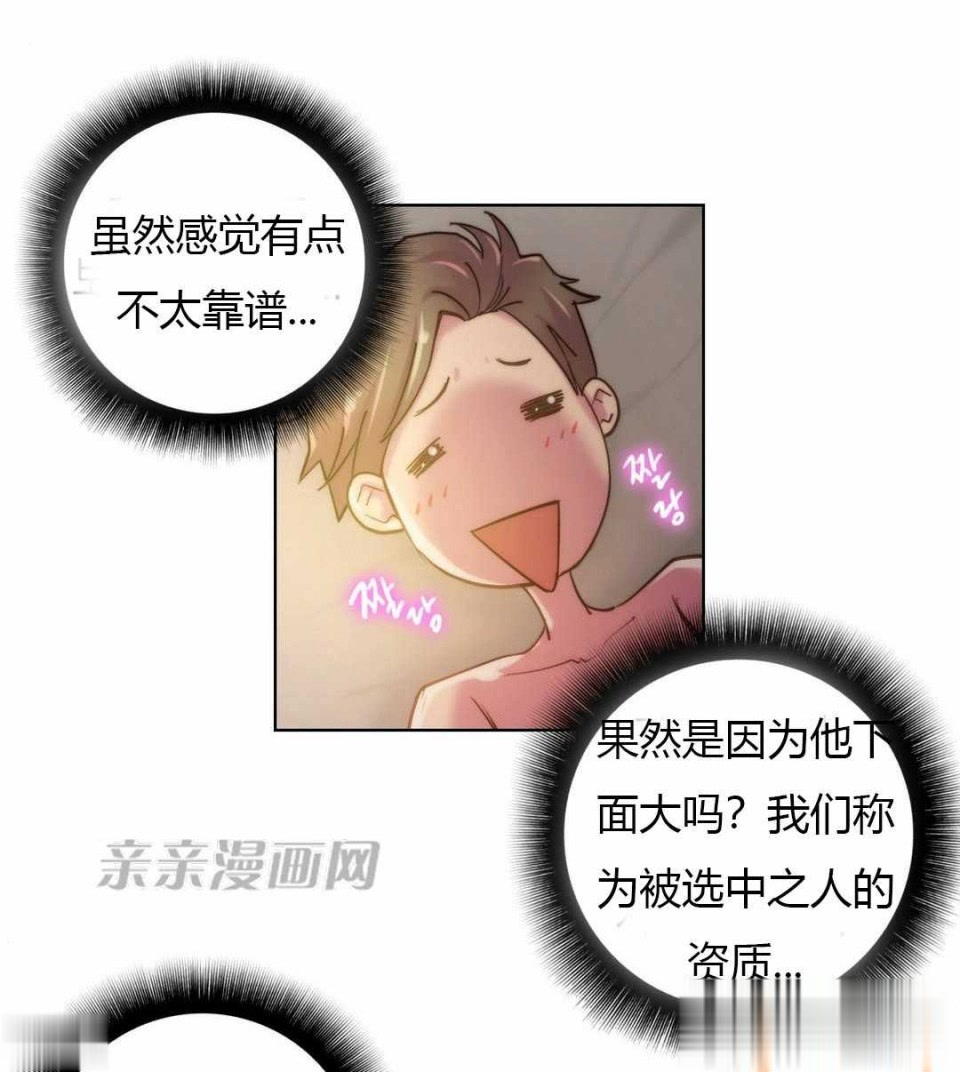 虽然感觉有点
不太靠谱...
짤랑
짤랑
果然是因为他下
面大吗？我们称
为被选中之人的
资质...
亲亲漫画网